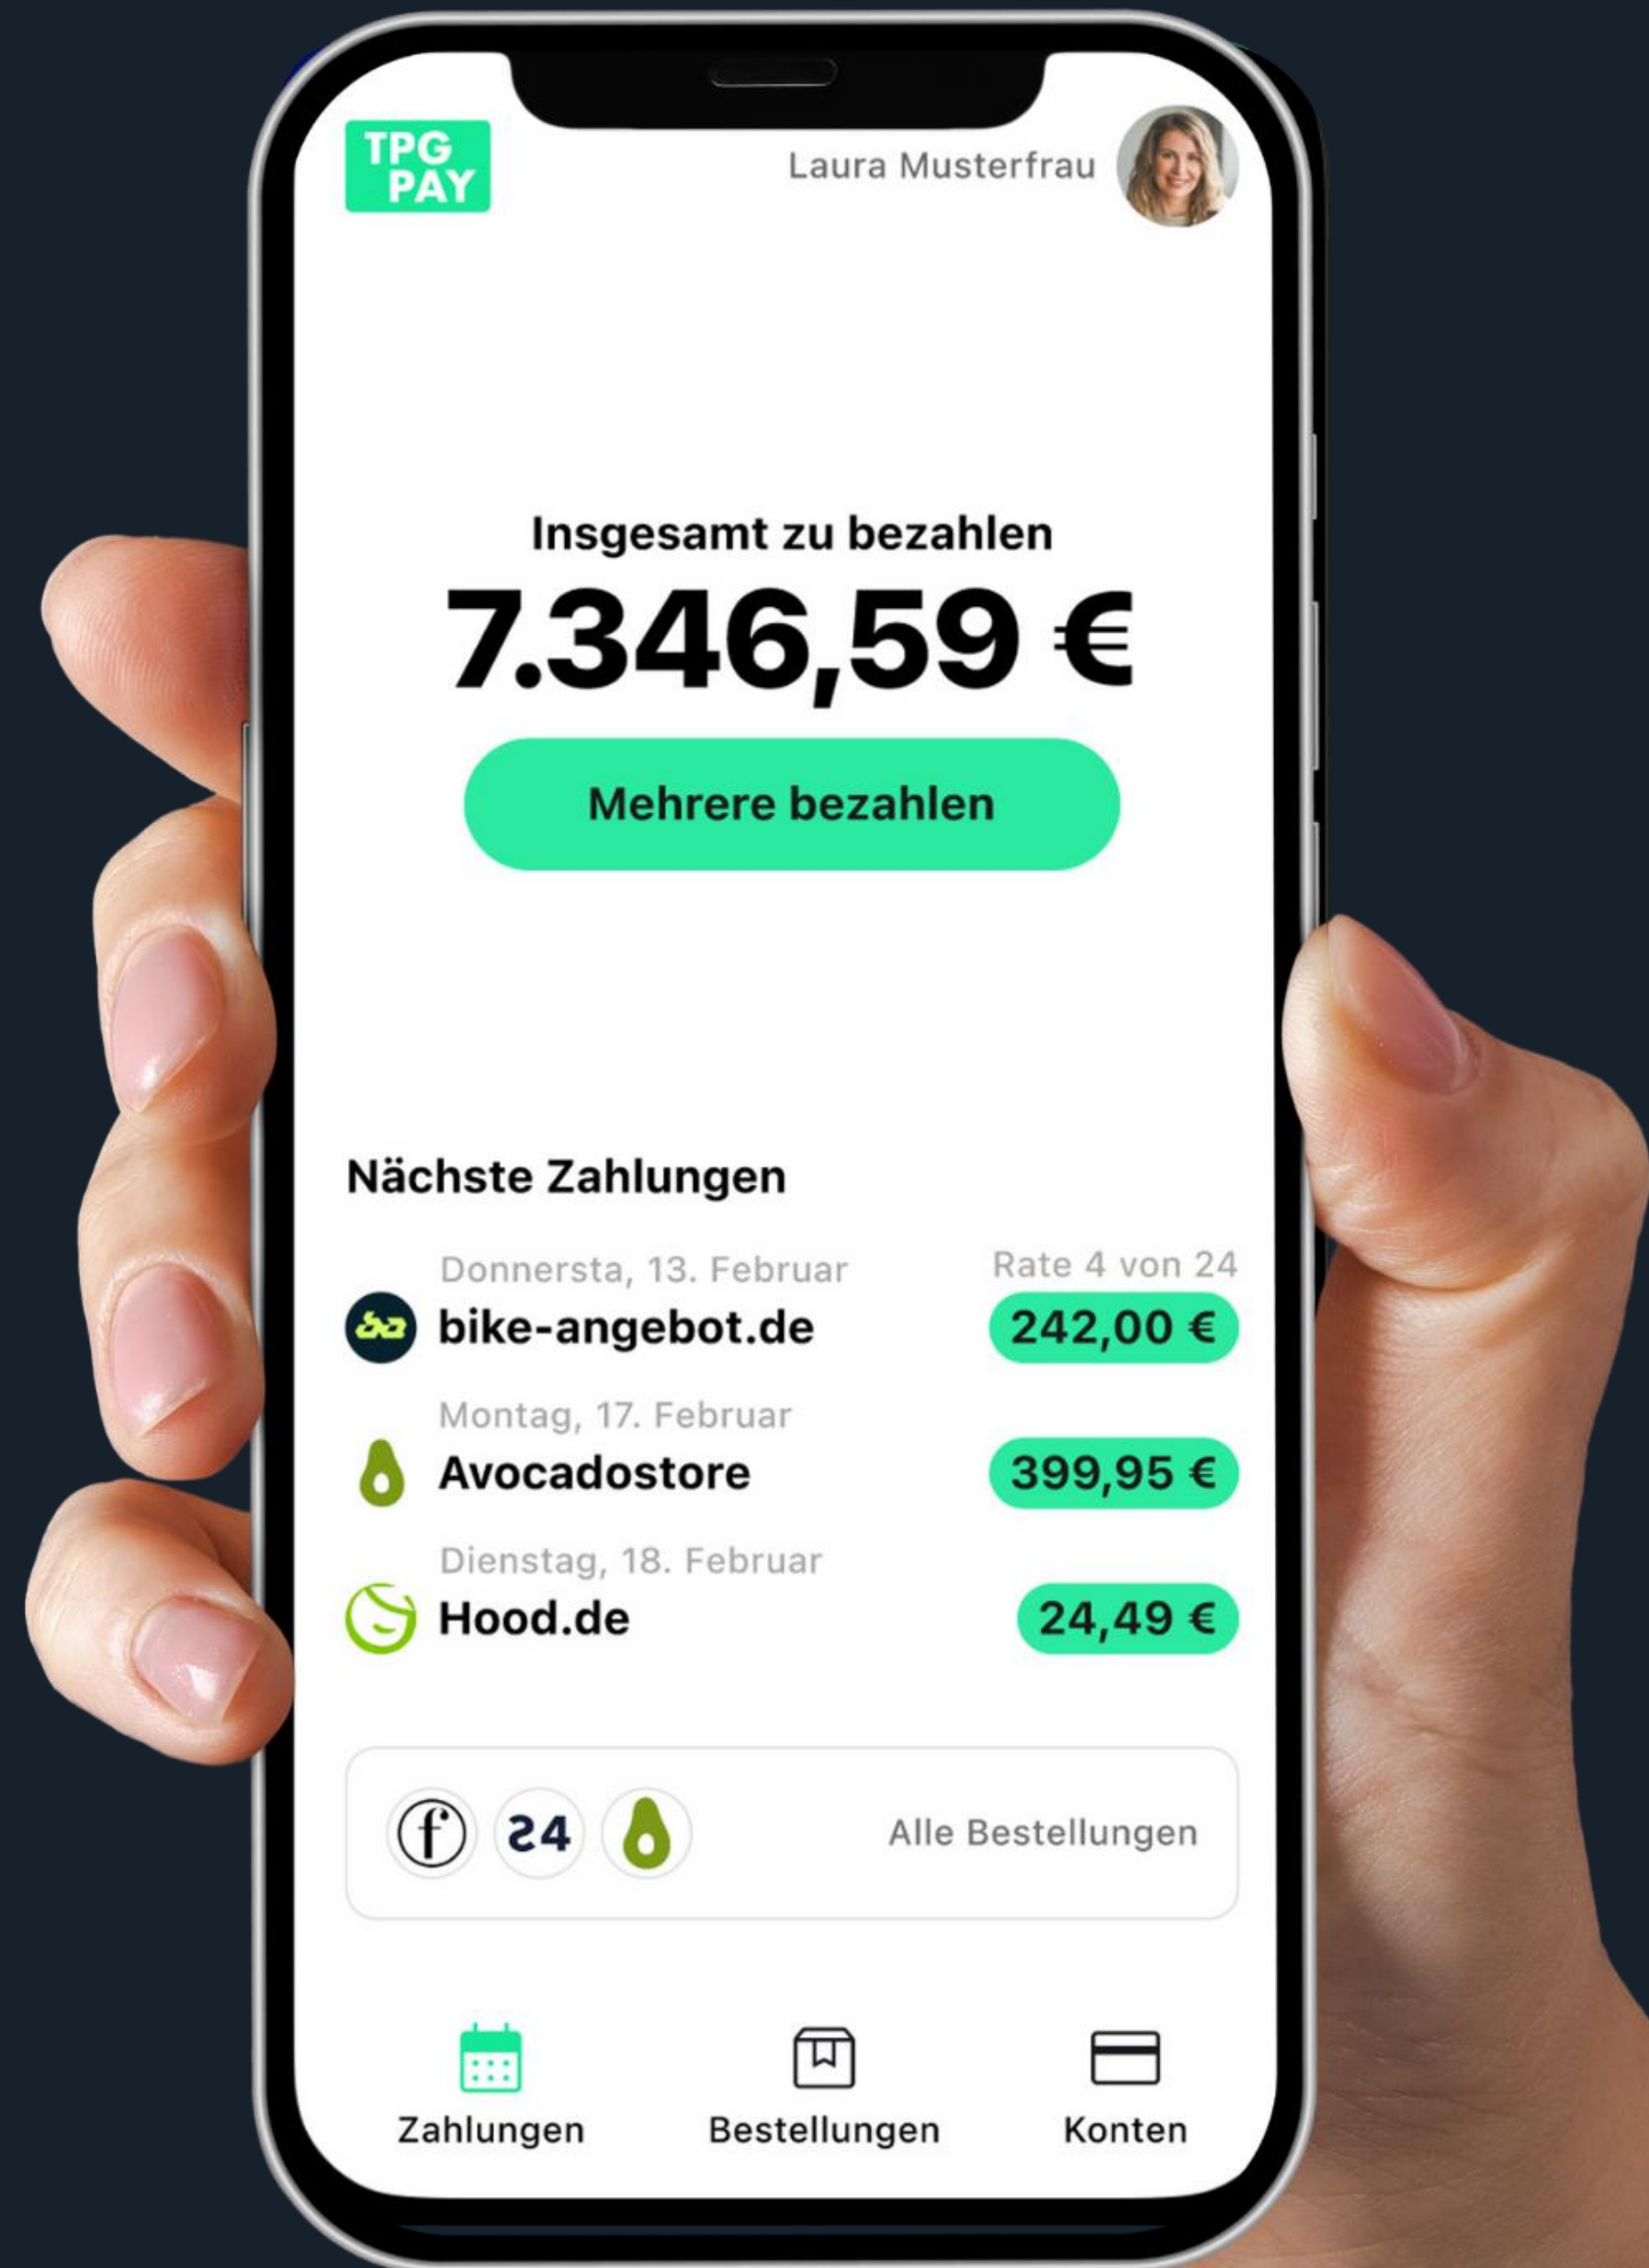 TPG
PAY
Laura Musterfrau
Insgesamt zu bezahlen
7.346,59 €
Mehrere bezahlen
Nächste Zahlungen
Donnersta, 13. Februar
Rate 4 von 24
bike-angebot.de
242,00 €
Montag, 17. Februar
Avocadostore
399,95 €
Dienstag, 18. Februar
Hood.de
24,49 €
f
S4
Alle Bestellungen
Zahlungen
Bestellungen
Konten